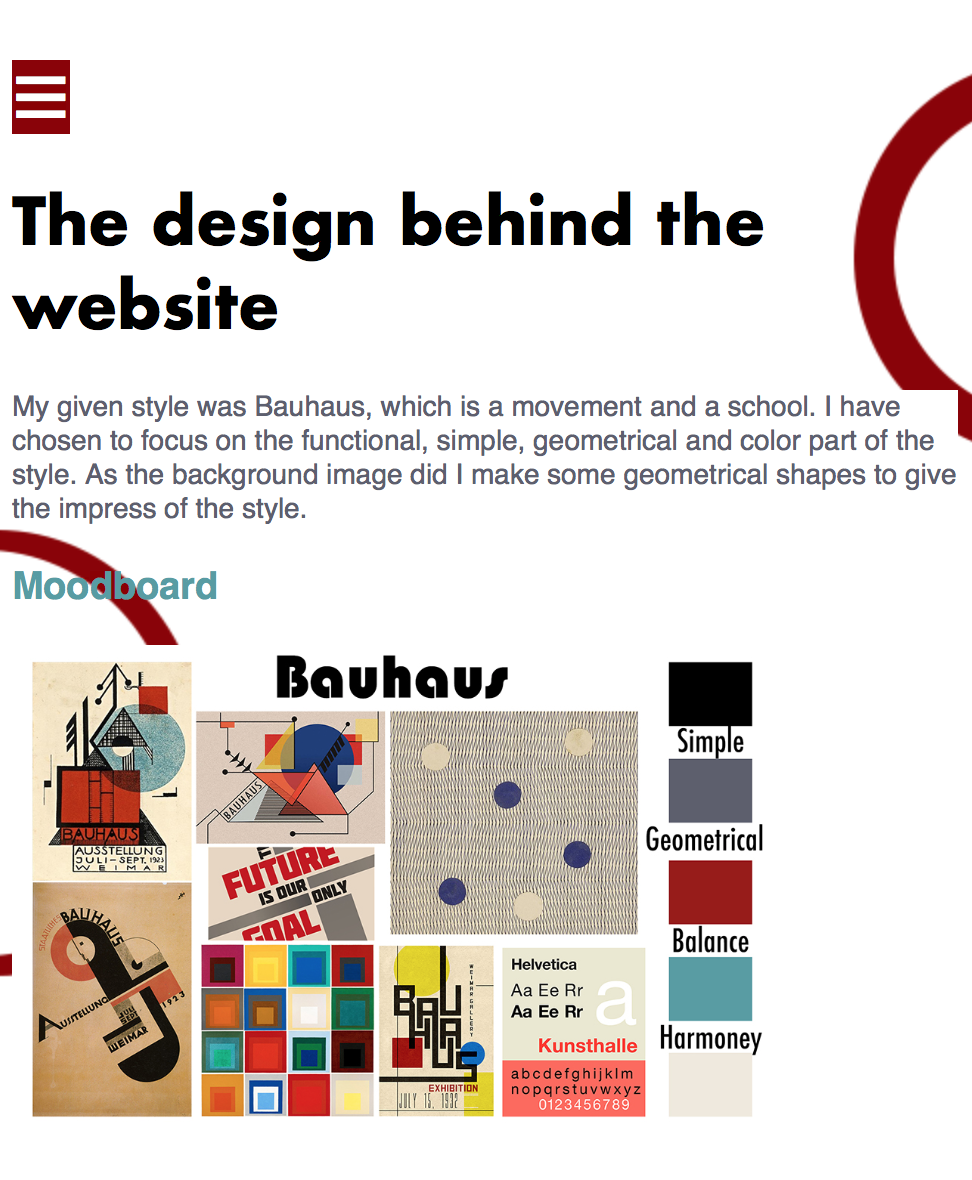 The design behind the
website
My given style was Bauhaus, which is a movement and a school. I have
chosen to focus on the functional, simple, geometrical and color part of the
style. As the background image did I make some geometrical shapes to give
the impress of the style.
Moodboard
Bauhaus
BAUHAUS
AUSSTELLUNG
JULI-SEPT. 1923
WEIMAR
BAUHAUS
FUTURE
IS OUR ONLY
GOAL
STAATLICHES
BAUHAUS
AUSSTELLUNG
JULI
SEPT.
WEIMAR
1923
BAUHAUS
WEIMAR GALLERY
EXHIBITION
JULY 15, 1932
Helvetica
Aa Ee Rr
Aa Ee Rr
a
Kunsthalle
abcdefghijklm
nopqrstuvwxyz
0123456789
Simple
Geometrical
Balance
Harmoney